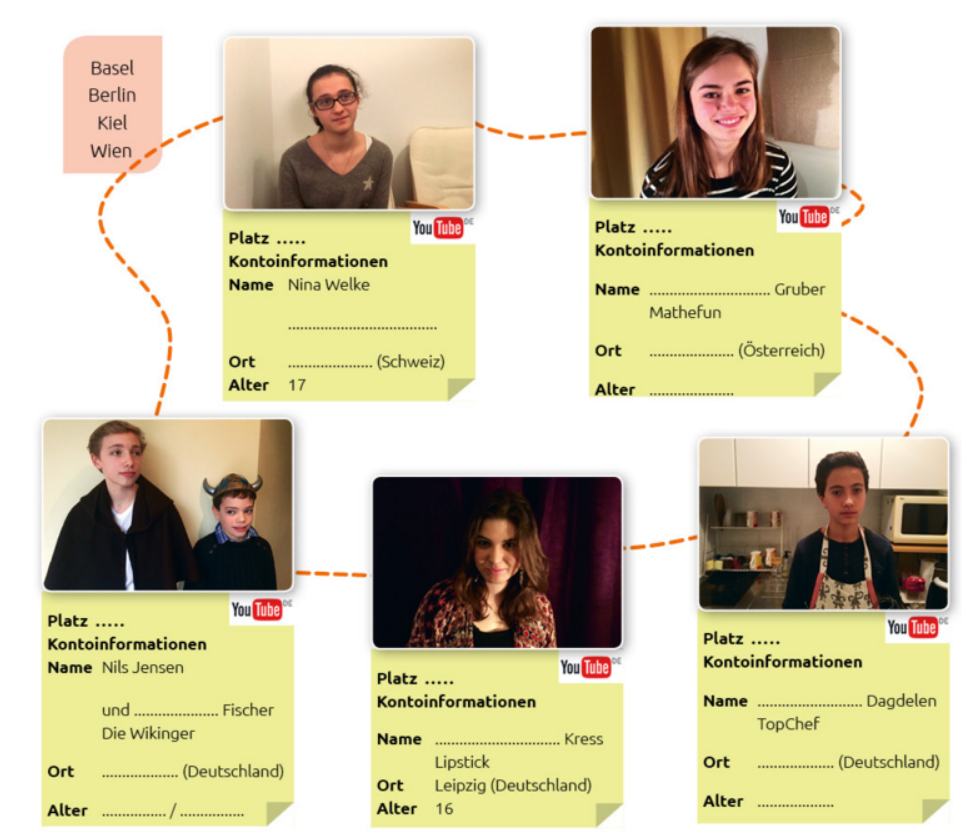 Basel
Berlin
Kiel
Wien
YouTube DE
Platz .....
Kontoinformationen
Name Nina Welke
.....................................
Ort ..................... (Schweiz)
Alter 17
YouTube DE
Platz .....
Kontoinformationen
Name .............................. Gruber
Mathefun
Ort ..................... (Österreich)
Alter .....................
YouTube DE
Platz .....
Kontoinformationen
Name Nils Jensen
und ..................... Fischer
Die Wikinger
Ort ................... (Deutschland)
Alter ................ / ................
YouTube DE
Platz .....
Kontoinformationen
Name ............................... Kress
Lipstick
Ort Leipzig (Deutschland)
Alter 16
YouTube DE
Platz .....
Kontoinformationen
Name .......................... Dagdelen
TopChef
Ort ................... (Deutschland)
Alter ...................